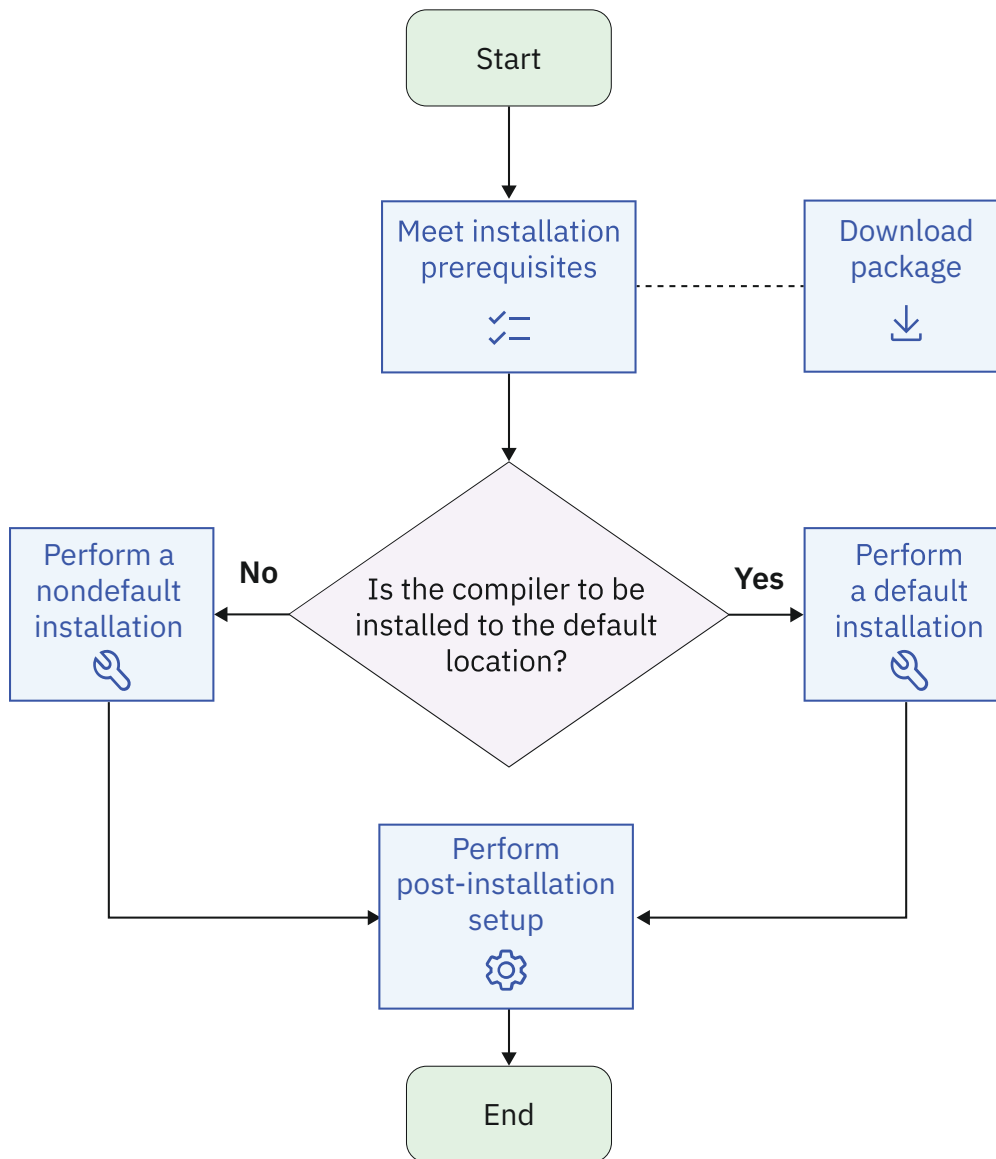 Start
Meet installation
prerequisites
Download
package
Is the compiler to be
installed to the default
location?
No
Perform a
nondefault
installation
Yes
Perform
a default
installation
Perform
post-installation
setup
End